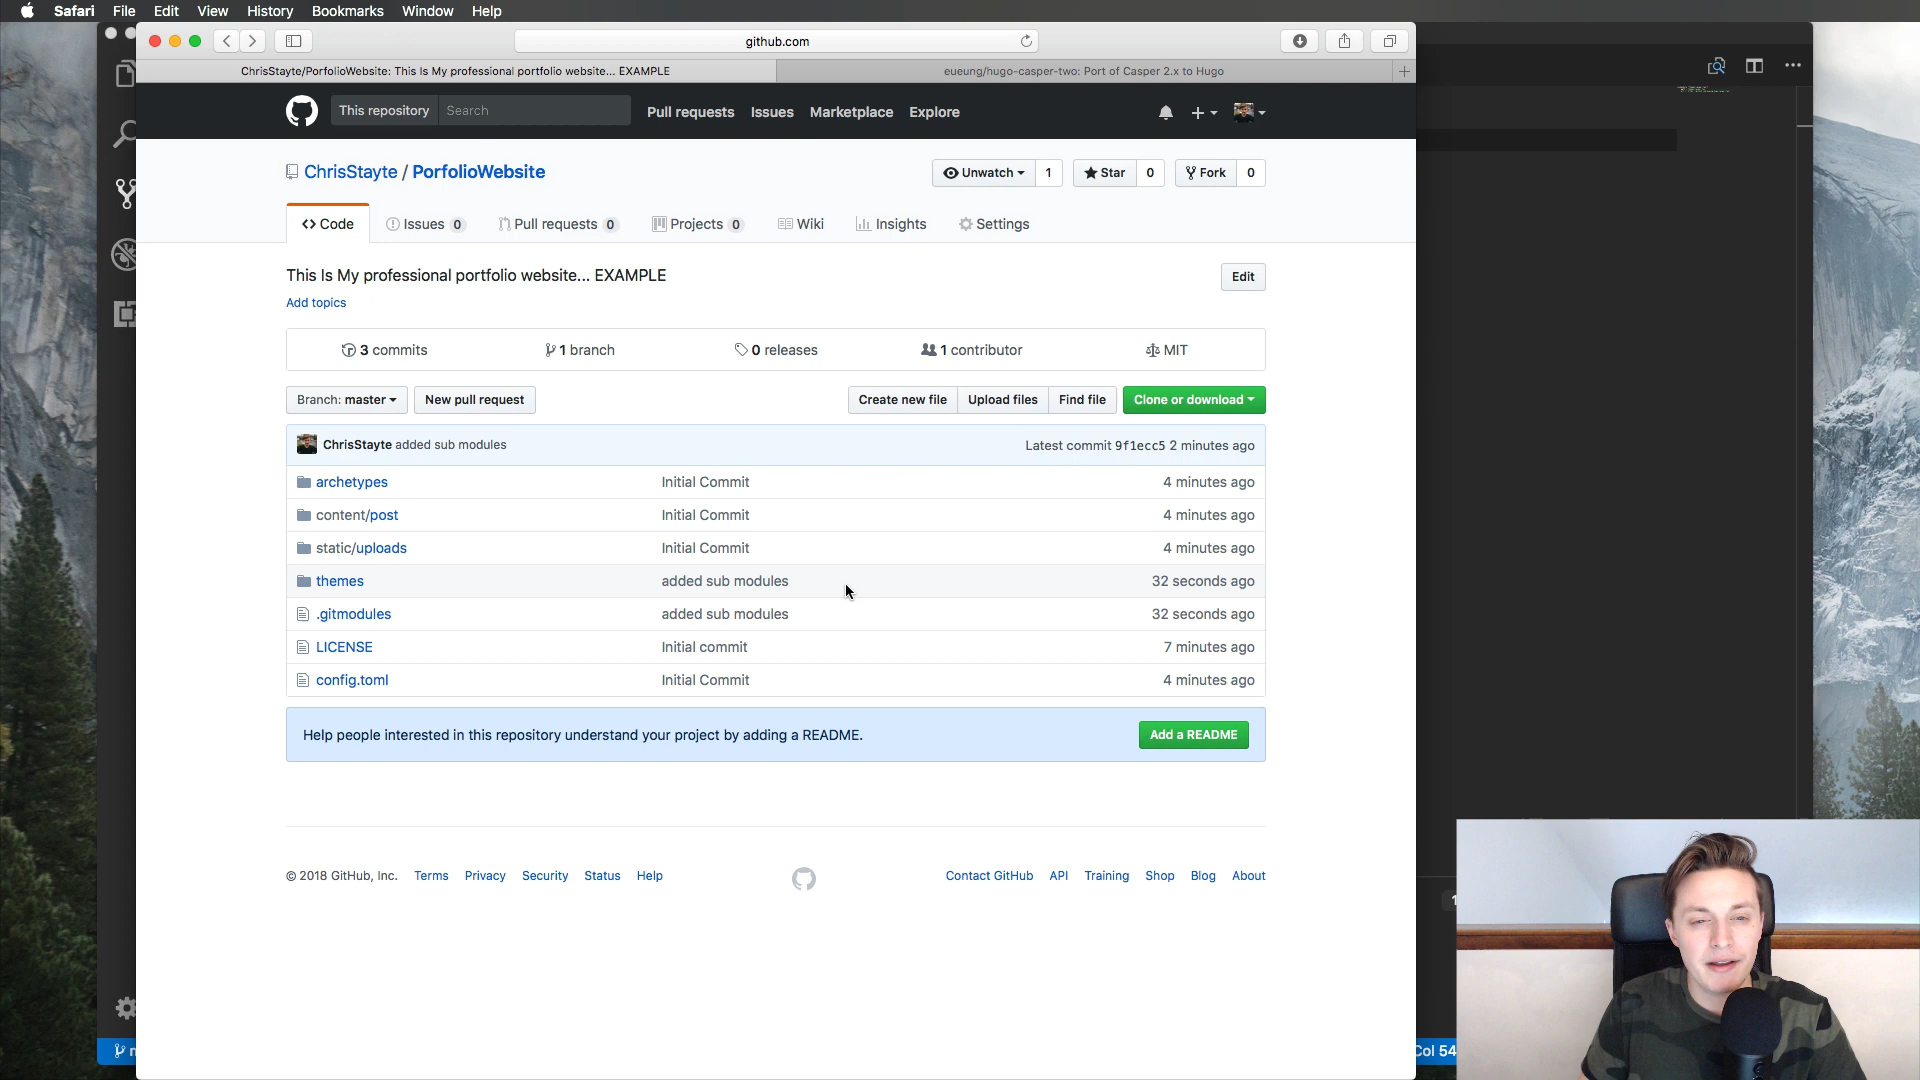 Safari File Edit View History Bookmarks Window Help
github.com
ChrisStayte/PorfolioWebsite: This Is My professional portfolio website... EXAMPLE
eueung/hugo-casper-two: Port of Casper 2.x to Hugo
This repository Search Pull requests Issues Marketplace Explore
ChrisStayte / PorfolioWebsite
Unwatch 1 Star 0 Fork 0
Code Issues 0 Pull requests 0 Projects 0 Wiki Insights Settings
This Is My professional portfolio website... EXAMPLE
Edit
Add topics
3 commits 1 branch 0 releases 1 contributor MIT
Branch: master New pull request Create new file Upload files Find file Clone or download
ChrisStayte added sub modules Latest commit 9f1ecc5 2 minutes ago
archetypes Initial Commit 4 minutes ago
content/post Initial Commit 4 minutes ago
static/uploads Initial Commit 4 minutes ago
themes added sub modules 32 seconds ago
.gitmodules added sub modules 32 seconds ago
LICENSE Initial commit 7 minutes ago
config.toml Initial Commit 4 minutes ago
Help people interested in this repository understand your project by adding a README. Add a README
© 2018 GitHub, Inc. Terms Privacy Security Status Help Contact GitHub API Training Shop Blog About
Col 54